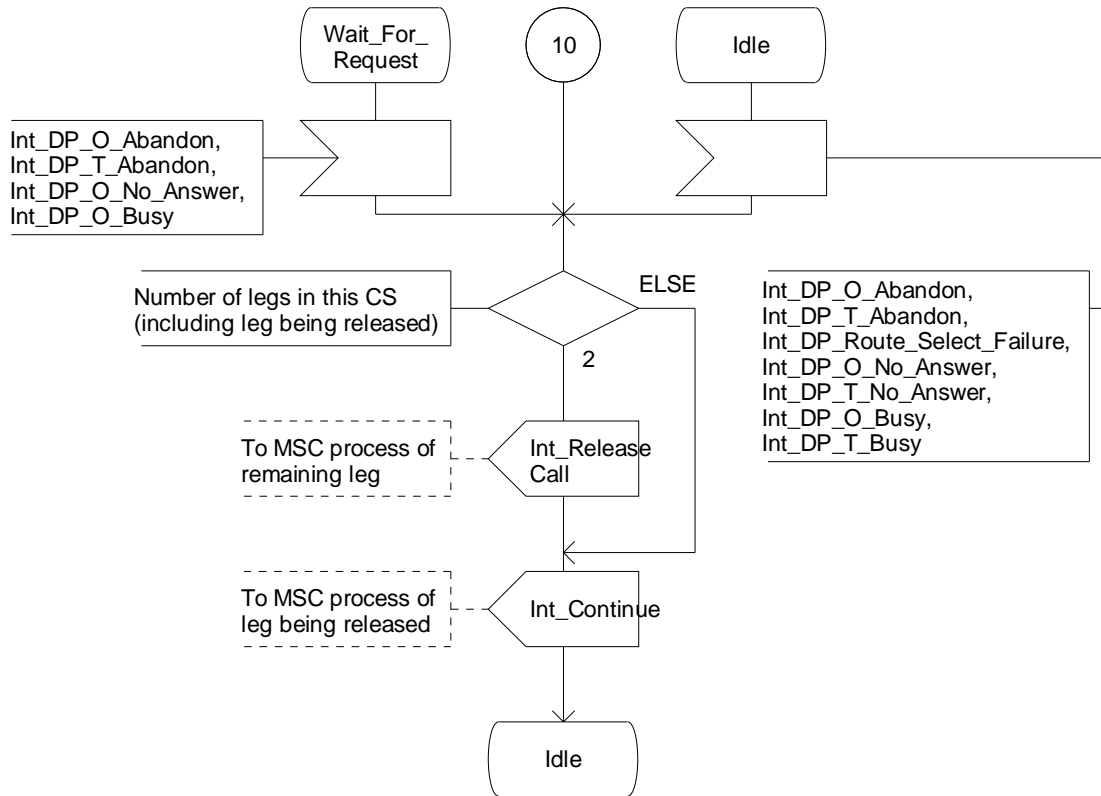 Wait_For_
Request
10
Idle
Int_DP_O_Abandon,
Int_DP_T_Abandon,
Int_DP_O_No_Answer,
Int_DP_O_Busy
Number of legs in this CS
(including leg being released)
ELSE
2
Int_DP_O_Abandon,
Int_DP_T_Abandon,
Int_DP_Route_Select_Failure,
Int_DP_O_No_Answer,
Int_DP_T_No_Answer,
Int_DP_O_Busy,
Int_DP_T_Busy
To MSC process of
remaining leg
Int_Release
Call
To MSC process of
leg being released
Int_Continue
Idle